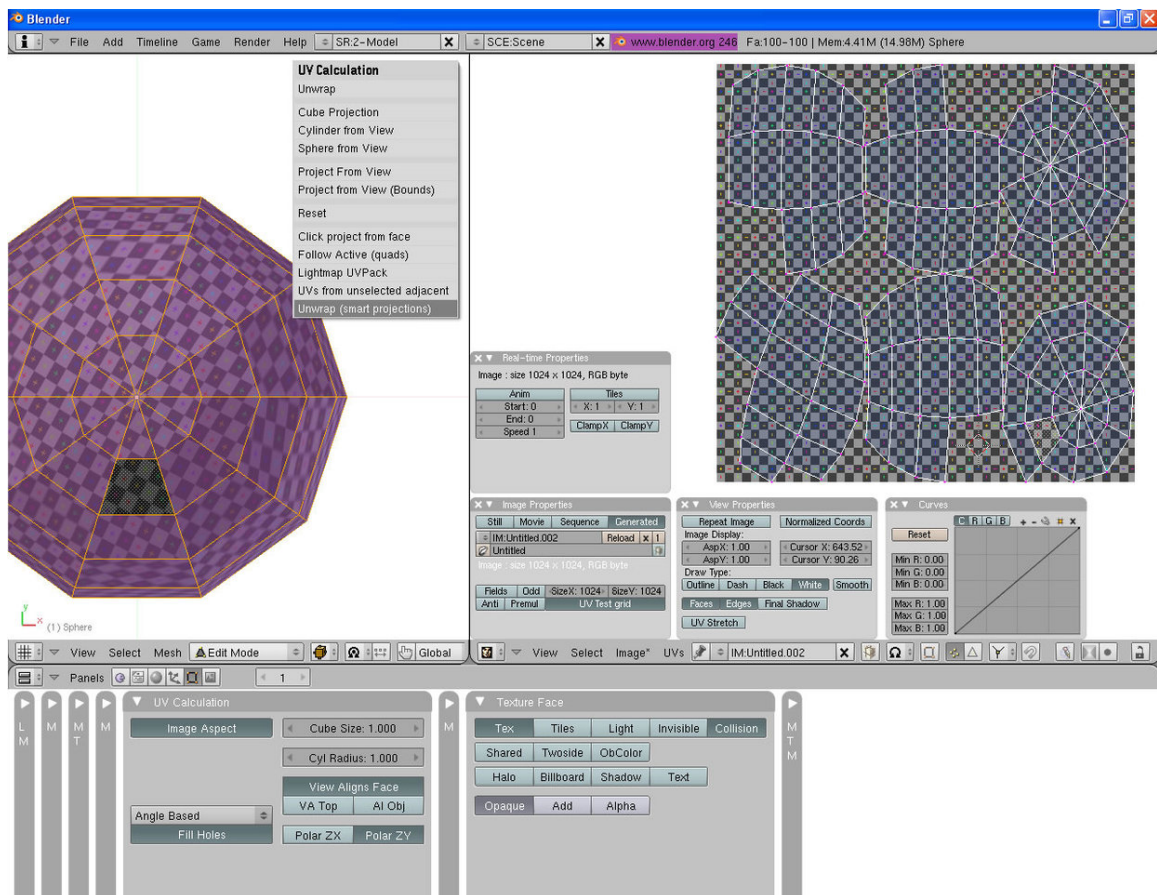 Blender
File Add Timeline Game Render Help SR:2-Model X SCE:Scene X www.blender.org 246 Fa:100-100 | Mem:4.41M (14.98M) Sphere
UV Calculation
Unwrap
Cube Projection
Cylinder from View
Sphere from View
Project From View
Project from View (Bounds)
Reset
Click project from face
Follow Active (quads)
Lightmap UVPack
UVs from unselected adjacent
Unwrap (smart projections)
y
x
(1) Sphere
Real-time Properties
Image : size 1024 x 1024, RGB byte
Anim Tiles
Start: 0 X: 1 Y: 1
End: 0
Speed 1 ClampX ClampY
Image Properties
Still Movie Sequence Generated
IM:Untitled.002 Reload x 1
Untitled
Image : size 1024 x 1024, RGB byte
Fields Odd SizeX: 1024 SizeY: 1024
Anti Premul UV Test grid
View Properties
Repeat Image Normalized Coords
Image Display:
AspX: 1.00 Cursor X: 643.52
AspY: 1.00 Cursor Y: 90.26
Draw Type:
Outline Dash Black White Smooth
Faces Edges Final Shadow
UV Stretch
Curves
C R G B + - x
Reset
Min R: 0.00
Min G: 0.00
Min B: 0.00
Max R: 1.00
Max G: 1.00
Max B: 1.00
View Select Mesh Edit Mode Global
View Select Image* UVs IM:Untitled.002 X
Panels 1
L
M
M
M
T
M
UV Calculation
Image Aspect Cube Size: 1.000
Cyl Radius: 1.000
View Aligns Face
VA Top Al Obj
Angle Based
Fill Holes Polar ZX Polar ZY
M
Texture Face
Tex Tiles Light Invisible Collision
Shared Twoside ObColor
Halo Billboard Shadow Text
Opaque Add Alpha
M
T
M